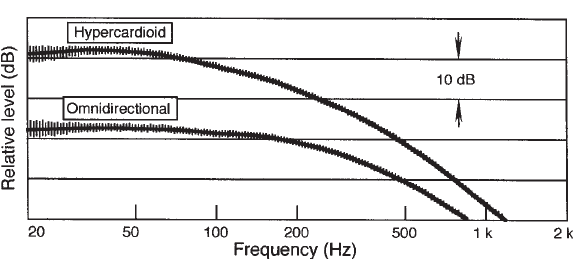 Hypercardioid
10 dB
Omnidirectional
Relative level (dB)
20 50 100 200 500 1 k 2 k
Frequency (Hz)